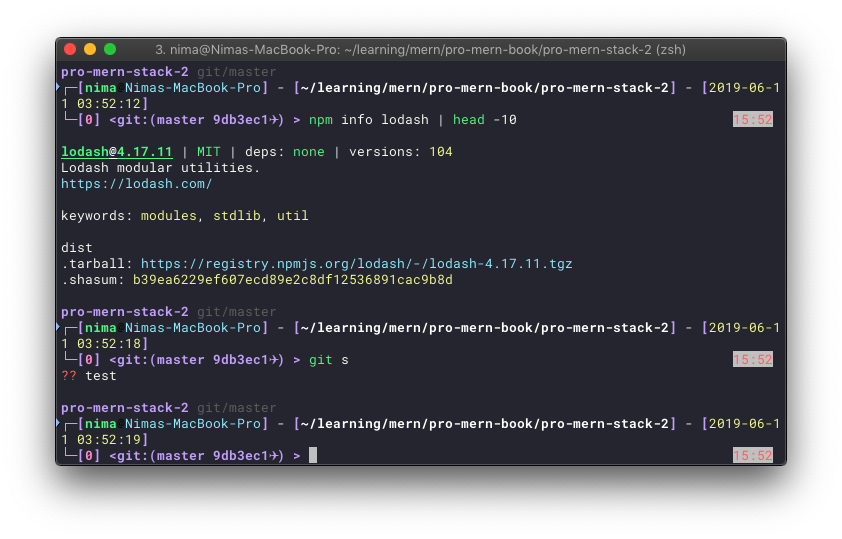 3. nima@Nimas-MacBook-Pro: ~/learning/mern/pro-mern-book/pro-mern-stack-2 (zsh)
pro-mern-stack-2 git/master
┌─[nima@Nimas-MacBook-Pro] - [~/learning/mern/pro-mern-book/pro-mern-stack-2] - [2019-06-1
1 03:52:12]
└─[0] <git:(master 9db3ec1✈) > npm info lodash | head -10 15:52
lodash@4.17.11 | MIT | deps: none | versions: 104
Lodash modular utilities.
https://lodash.com/
keywords: modules, stdlib, util
dist
.tarball: https://registry.npmjs.org/lodash/-/lodash-4.17.11.tgz
.shasum: b39ea6229ef607ecd89e2c8df12536891cac9b8d
pro-mern-stack-2 git/master
┌─[nima@Nimas-MacBook-Pro] - [~/learning/mern/pro-mern-book/pro-mern-stack-2] - [2019-06-1
1 03:52:18]
└─[0] <git:(master 9db3ec1✈) > git s 15:52
?? test
pro-mern-stack-2 git/master
┌─[nima@Nimas-MacBook-Pro] - [~/learning/mern/pro-mern-book/pro-mern-stack-2] - [2019-06-1
1 03:52:19]
└─[0] <git:(master 9db3ec1✈) > 15:52